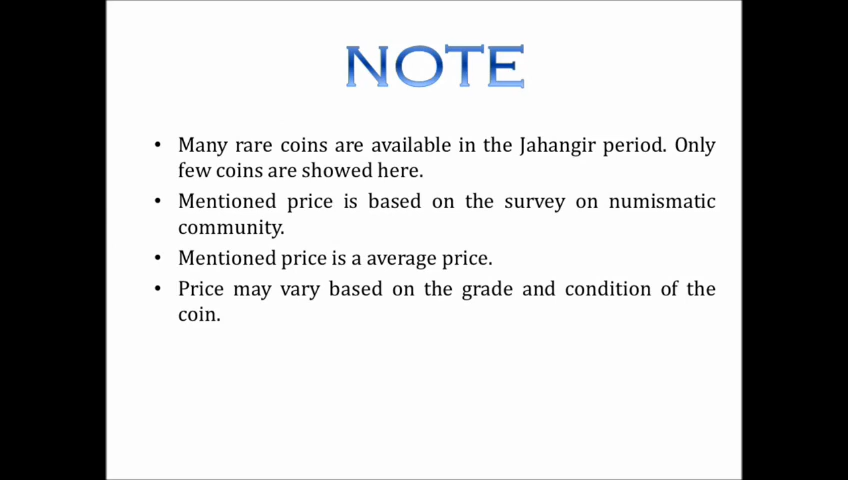 NOTE
• Many rare coins are available in the Jahangir period. Only
few coins are showed here.
• Mentioned price is based on the survey on numismatic
community.
• Mentioned price is a average price.
• Price may vary based on the grade and condition of the
coin.